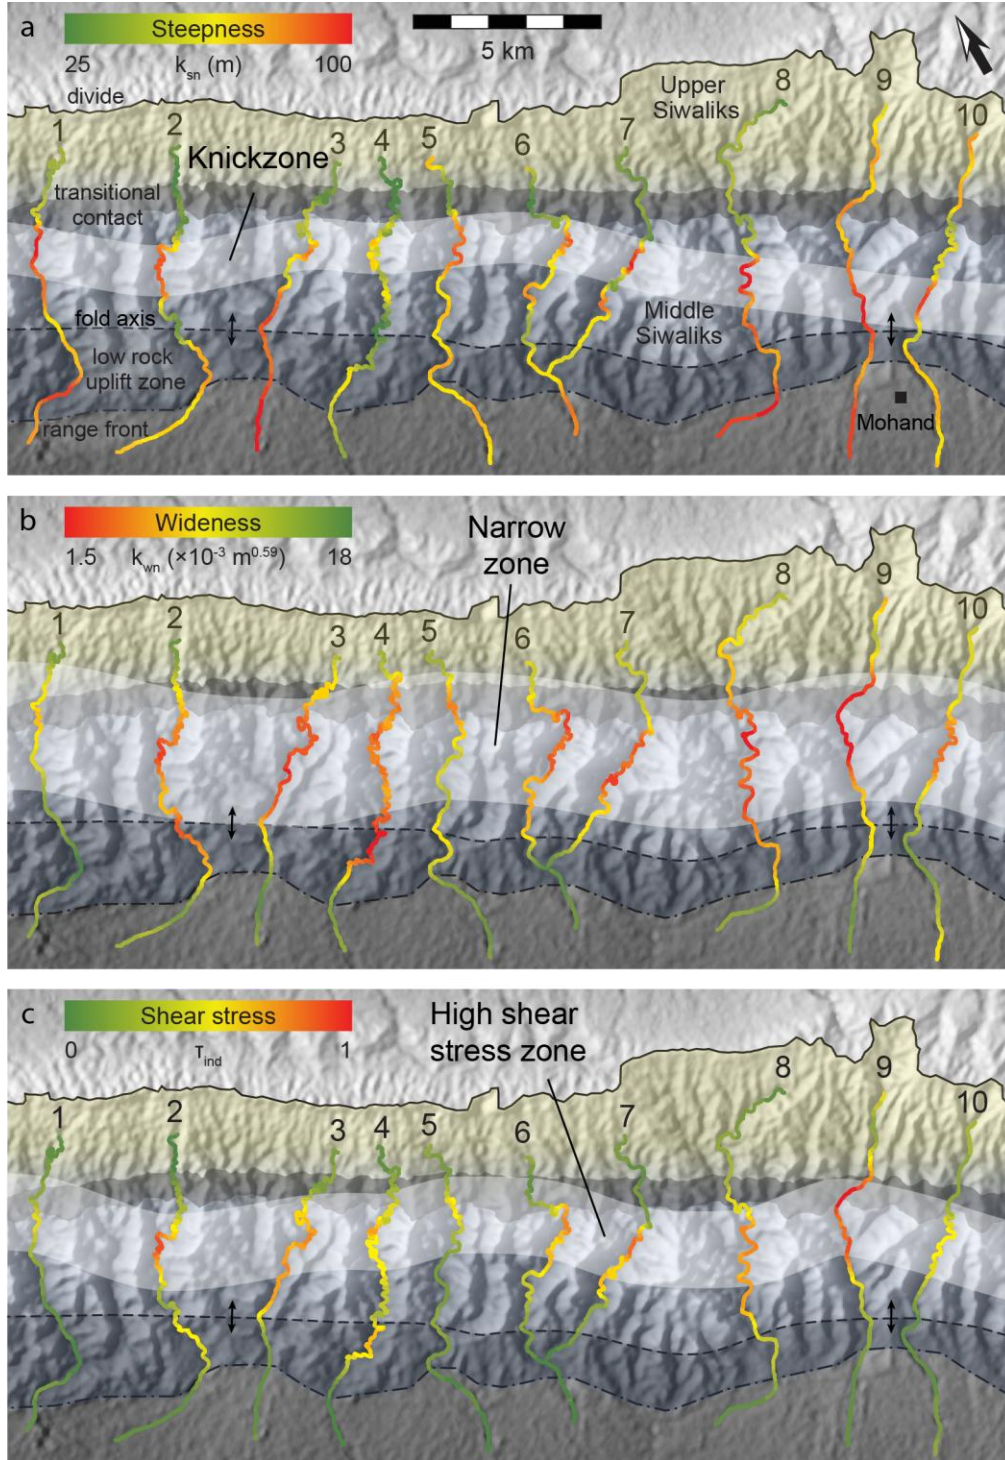 a
Steepness
25 kₛₙ (m) 100
5 km
divide
Upper
Siwaliks
1
2
3
4
5
6
7
8
9
10
Knickzone
transitional
contact
fold axis
low rock
uplift zone
Middle
Siwaliks
range front
Mohand
b
Wideness
1.5 k_wn (×10⁻³ m⁰·⁵⁹) 18
Narrow
zone
1
2
3
4
5
6
7
8
9
10
c
Shear stress
0 τ_ind 1
High shear
stress zone
1
2
3
4
5
6
7
8
9
10